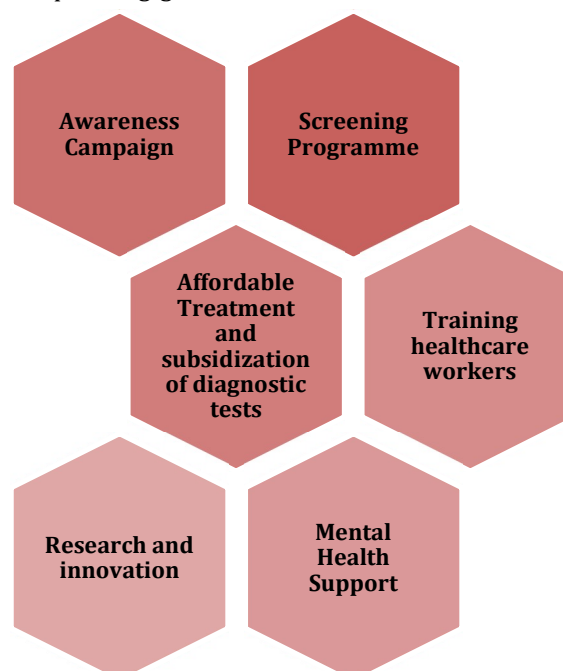 Awareness
Campaign
Screening
Programme
Affordable
Treatment
and
subsidization
of diagnostic
tests
Training
healthcare
workers
Research and
innovation
Mental
Health
Support